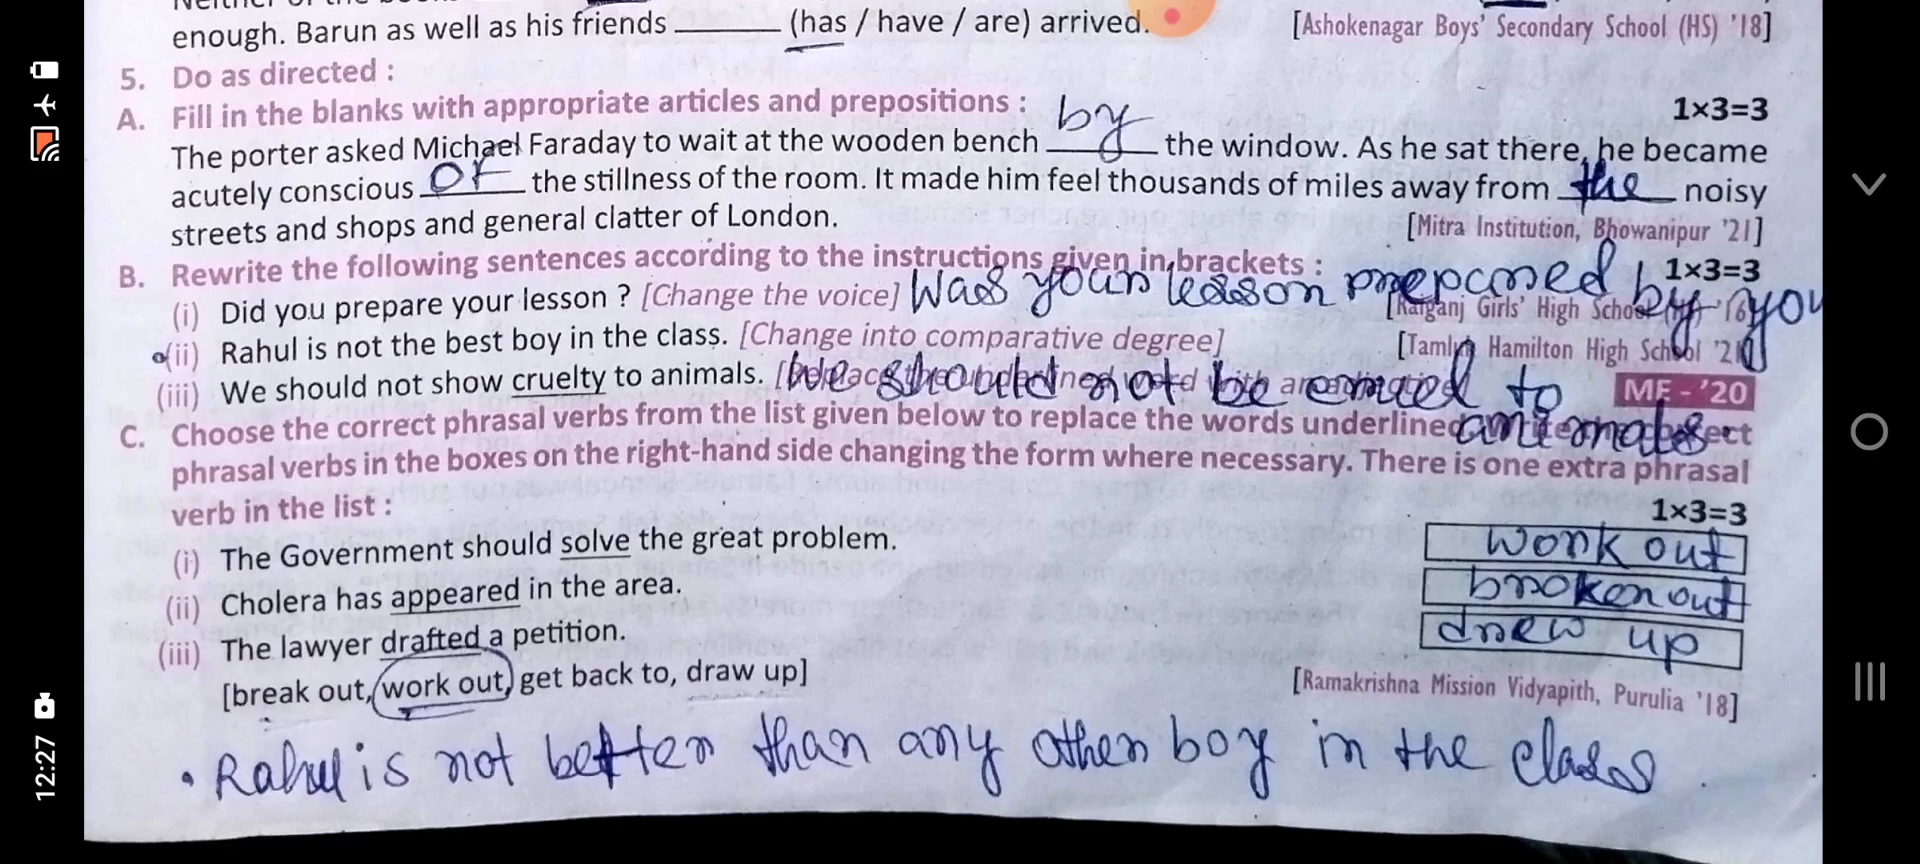 enough. Barun as well as his friends ______ (has / have / are) arrived. [Ashokenagar Boys' Secondary School (HS) '18]
5. Do as directed :
A. Fill in the blanks with appropriate articles and prepositions : 1×3=3
The porter asked Michael Faraday to wait at the wooden bench by the window. As he sat there, he became
acutely conscious of the stillness of the room. It made him feel thousands of miles away from the noisy
streets and shops and general clatter of London. [Mitra Institution, Bhowanipur '21]
B. Rewrite the following sentences according to the instructions given in brackets : 1×3=3
(i) Did you prepare your lesson ? [Change the voice] Was your lesson prepared by you
[Raiganj Girls' High School '16]
(ii) Rahul is not the best boy in the class. [Change into comparative degree] [Tamluk Hamilton High School '21]
(iii) We should not show cruelty to animals. We should not be cruel to animals. ME - '20
C. Choose the correct phrasal verbs from the list given below to replace the words underlined
phrasal verbs in the boxes on the right-hand side changing the form where necessary. There is one extra phrasal
verb in the list : 1×3=3
(i) The Government should solve the great problem. work out
(ii) Cholera has appeared in the area. broken out
(iii) The lawyer drafted a petition. drew up
[break out, work out, get back to, draw up] [Ramakrishna Mission Vidyapith, Purulia '18]
• Rahul is not better than any other boy in the class
12:27